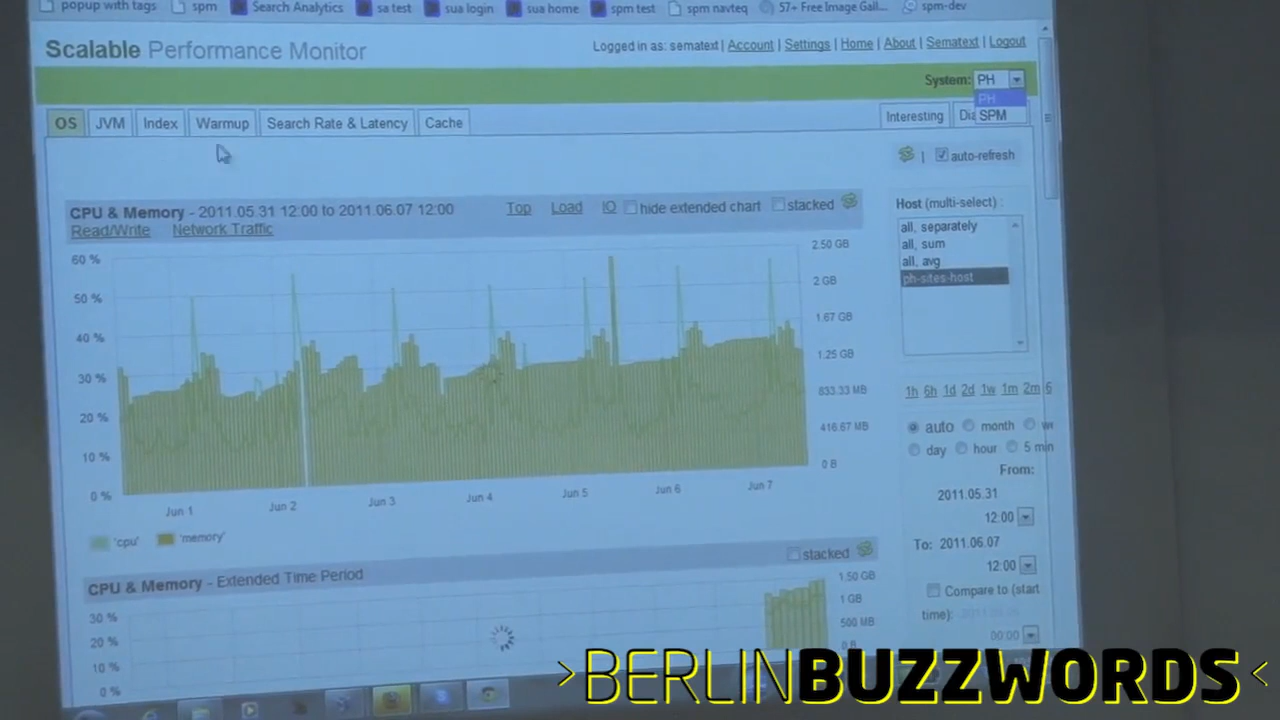 popup with tags spm Search Analytics sa test sua login sua home spm test spm navteq 57+ Free Image Gall... spm-dev
Scalable Performance Monitor
Logged in as: sematext | Account | Settings | Home | About | Sematext | Logout
System: PH
PH
SPM
OS JVM Index Warmup Search Rate & Latency Cache Interesting Dia
auto-refresh
CPU & Memory - 2011.05.31 12:00 to 2011.06.07 12:00 Top Load IO hide extended chart stacked
Read/Write Network Traffic
Host (multi-select) :
all, separately
all, sum
all, avg
ph-sites-host
60 %
50 %
40 %
30 %
20 %
10 %
0 %
2.50 GB
2 GB
1.67 GB
1.25 GB
833.33 MB
416.67 MB
0 B
Jun 1 Jun 2 Jun 3 Jun 4 Jun 5 Jun 6 Jun 7
'cpu' 'memory'
1h 6h 1d 2d 1w 1m 2m 6
auto month w
day hour 5 min
From:
2011.05.31
12:00
To: 2011.06.07
12:00
Compare to (start
time):
00:00
CPU & Memory - Extended Time Period stacked
30 %
20 %
10 %
0 %
1.50 GB
1 GB
500 MB
0 B
>BERLINBUZZWORDS<